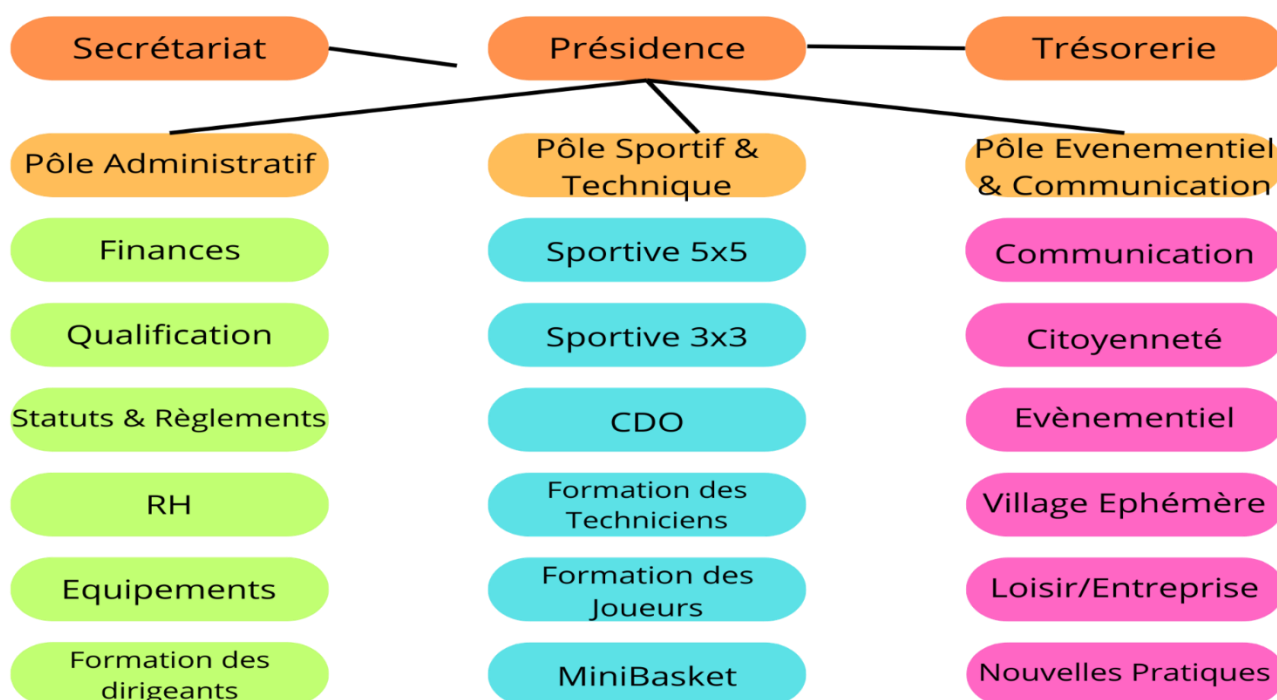 Secrétariat
Présidence
Trésorerie
Pôle Administratif
Pôle Sportif &
Technique
Pôle Evenementiel
& Communication
Finances
Sportive 5x5
Communication
Qualification
Sportive 3x3
Citoyenneté
Statuts & Règlements
CDO
Evènementiel
RH
Formation des
Techniciens
Village Ephémère
Equipements
Formation des
Joueurs
Loisir/Entreprise
Formation des
dirigeants
MiniBasket
Nouvelles Pratiques